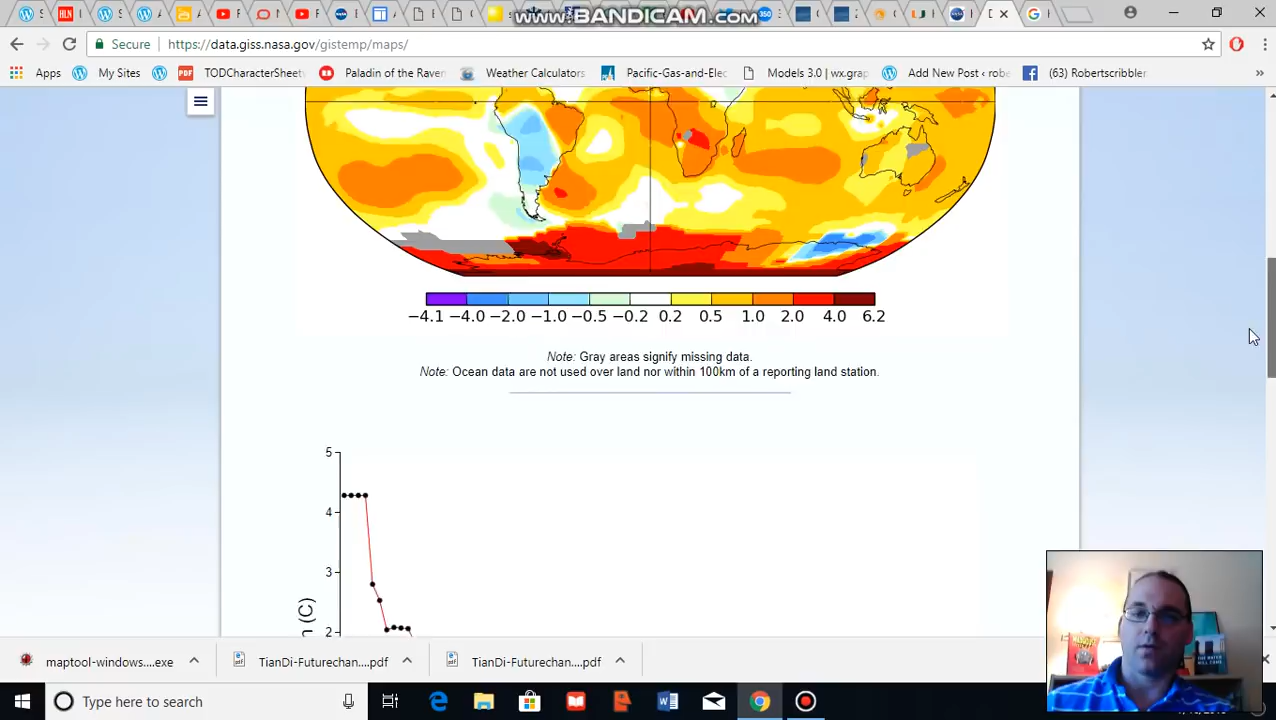 www.BANDICAM.com
S HLN A A R R B D E C 350 C C C U D G
Secure https://data.giss.nasa.gov/gistemp/maps/
Apps My Sites TODCharacterSheet Paladin of the Raven Weather Calculators Pacific-Gas-and-Elec Models 3.0 | wx.grap Add New Post ‹ robe (63) Robertscribbler »
−4.1 −4.0 −2.0 −1.0 −0.5 −0.2 0.2 0.5 1.0 2.0 4.0 6.2
Note: Gray areas signify missing data.
Note: Ocean data are not used over land nor within 100km of a reporting land station.
5
4
3
2
n (C)
maptool-windows....exe TianDi-Futurechan....pdf TianDi-Futurechan....pdf
Type here to search